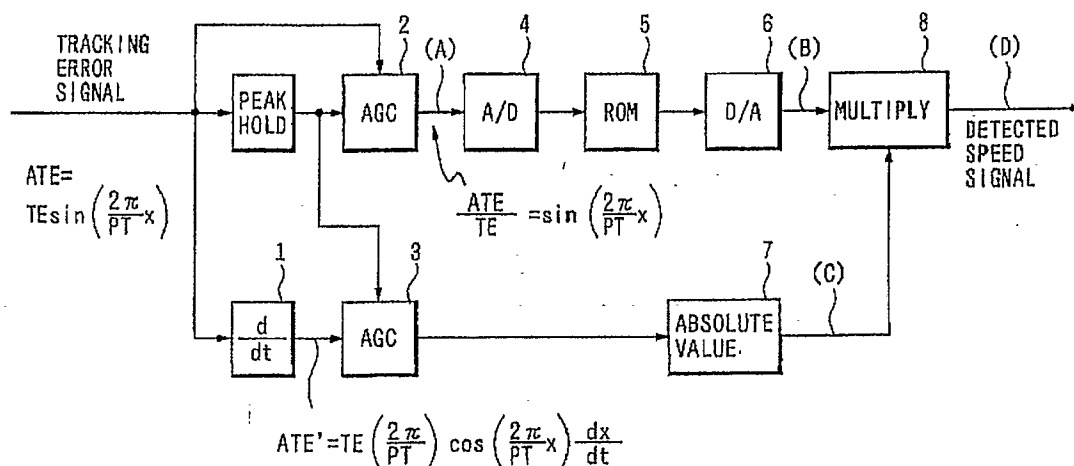 TRACKING
ERROR
SIGNAL
PEAK
HOLD
2
AGC
(A)
4
A/D
5
ROM
6
D/A
(B)
8
MULTIPLY
(D)
DETECTED
SPEED
SIGNAL
ATE=
TEsin(2π/PT x)
ATE/TE =sin(2π/PT x)
1
d/dt
3
AGC
7
ABSOLUTE
VALUE.
(C)
ATE'=TE(2π/PT) cos(2π/PT x) dx/dt